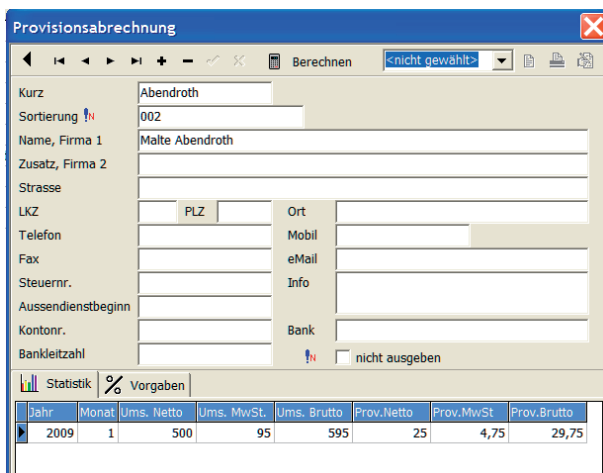 Provisionsabrechnung
Berechnen <nicht gewählt>
Kurz Abendroth
Sortierung N 002
Name, Firma 1 Malte Abendroth
Zusatz, Firma 2
Strasse
LKZ PLZ Ort
Telefon Mobil
Fax eMail
Steuernr. Info
Aussendienstbeginn
Kontonr. Bank
Bankleitzahl N nicht ausgeben
Statistik % Vorgaben
Jahr Monat Ums. Netto Ums. MwSt. Ums. Brutto Prov.Netto Prov.MwSt Prov.Brutto
2009 1 500 95 595 25 4,75 29,75